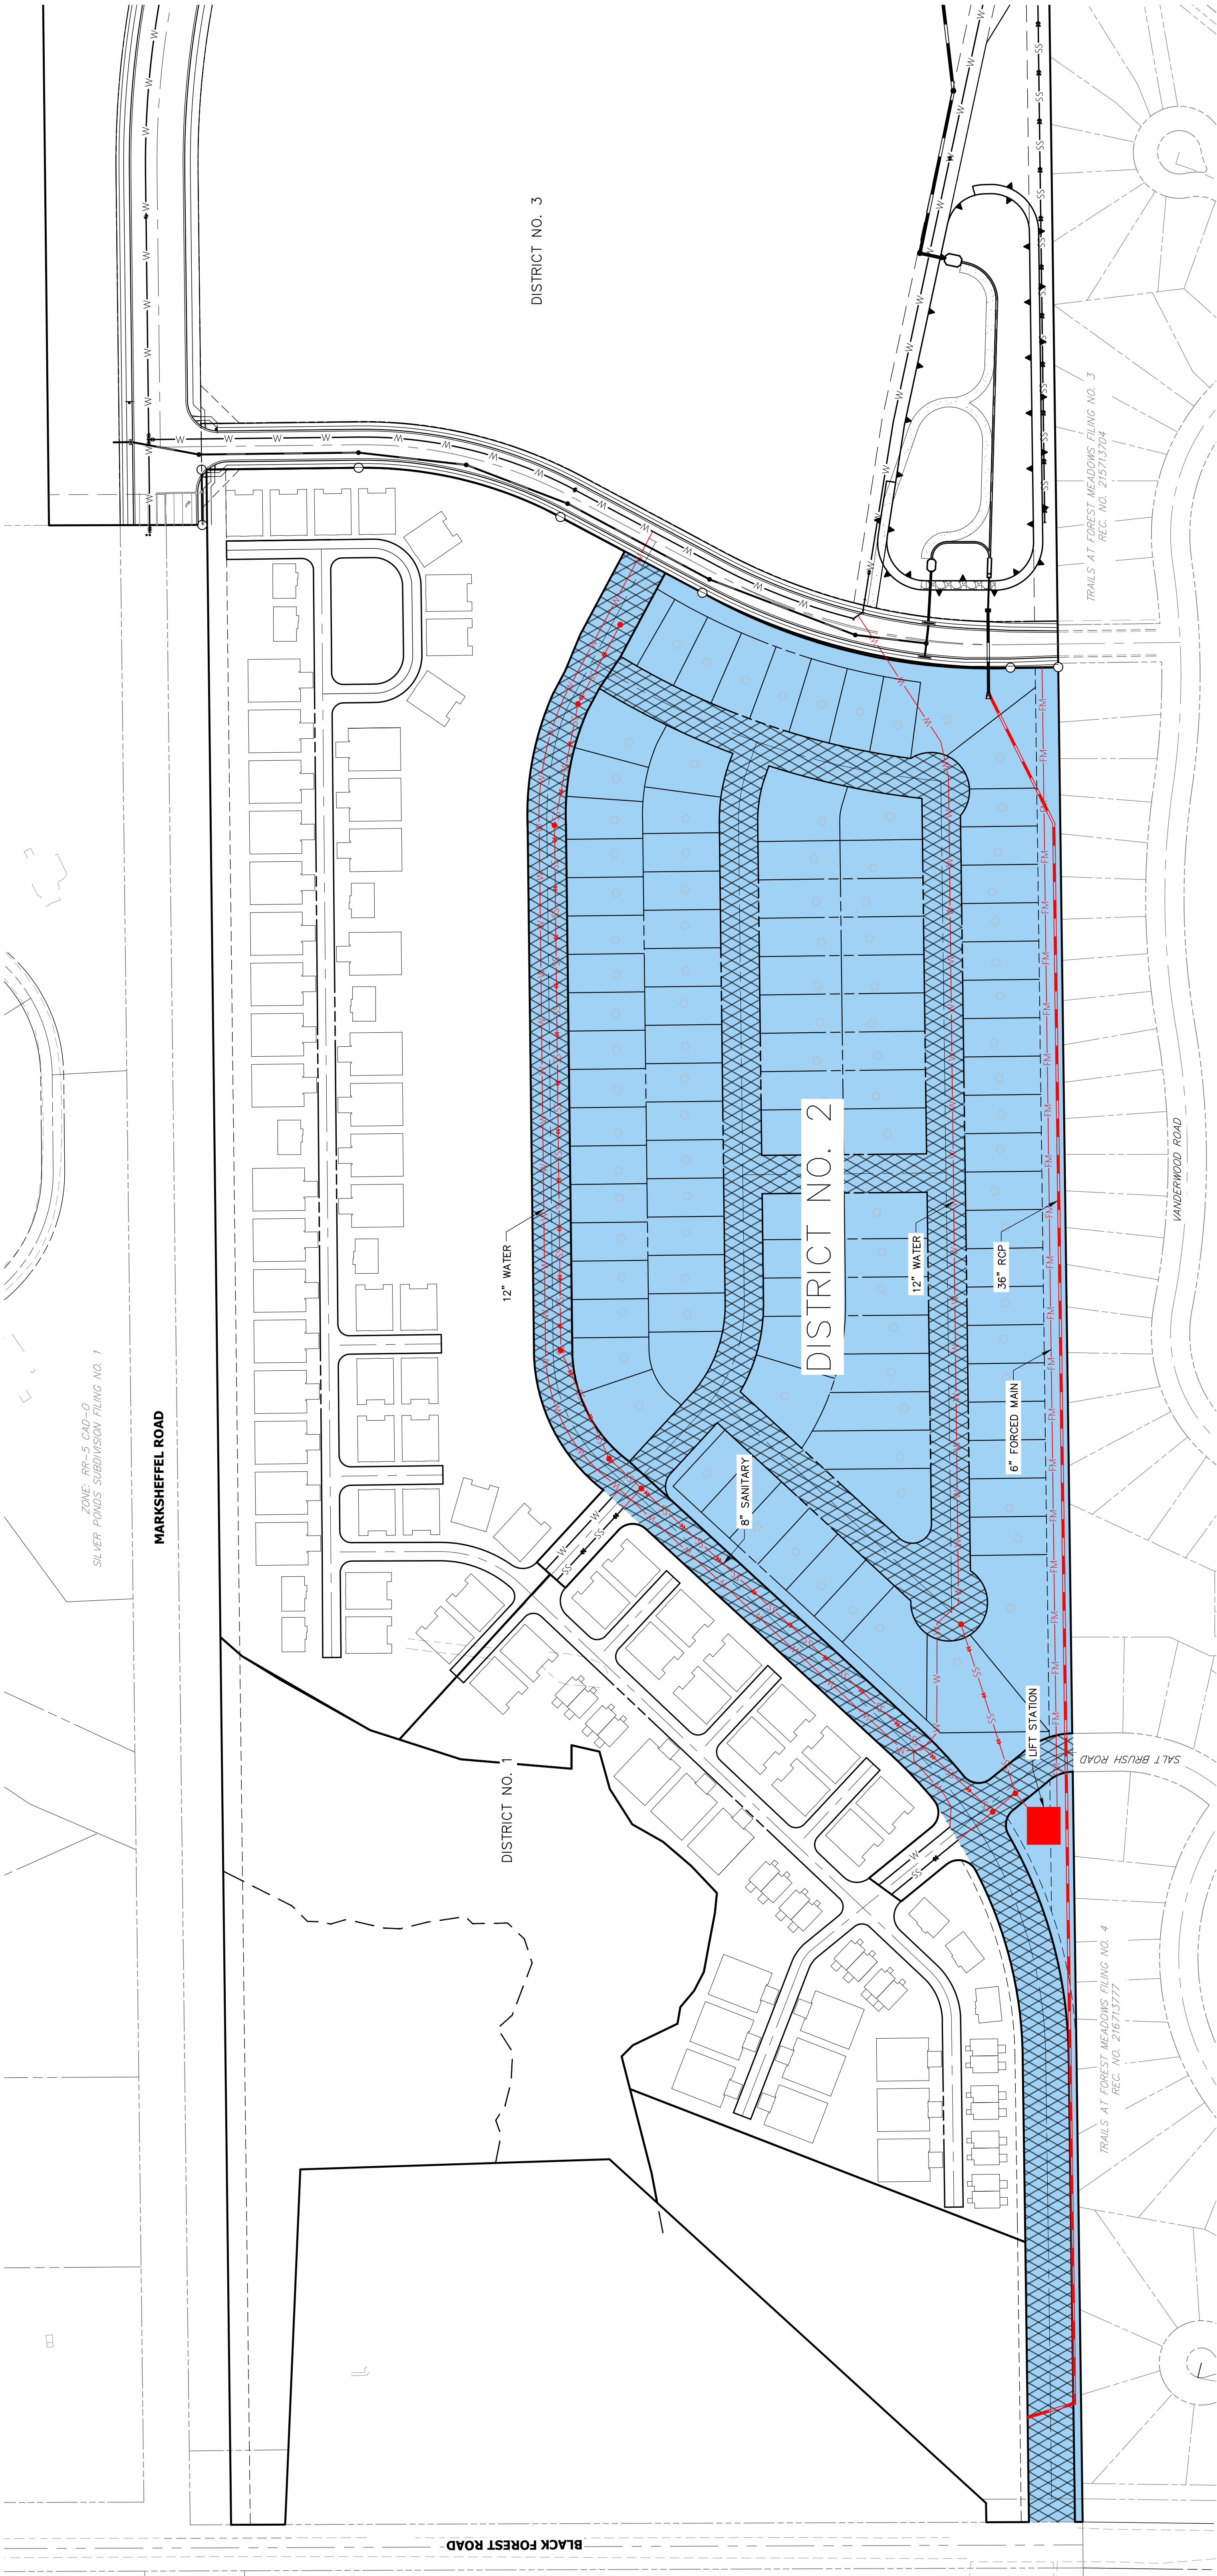 DISTRICT NO. 3
TRAILS AT FOREST MEADOWS FILING NO. 3
REC. NO. 215713704
ZONE: RR-5 CAD-O
SILVER PONDS SUBDIVISION FILING NO. 1
MARKSHEFFEL ROAD
12" WATER
DISTRICT NO. 2
12" WATER
36" RCP
VANDERWOOD ROAD
6" FORCED MAIN
8" SANITARY
LIFT STATION
SALT BRUSH ROAD
DISTRICT NO. 1
TRAILS AT FOREST MEADOWS FILING NO. 4
REC. NO. 216713777
BLACK FOREST ROAD
W
SS
FM